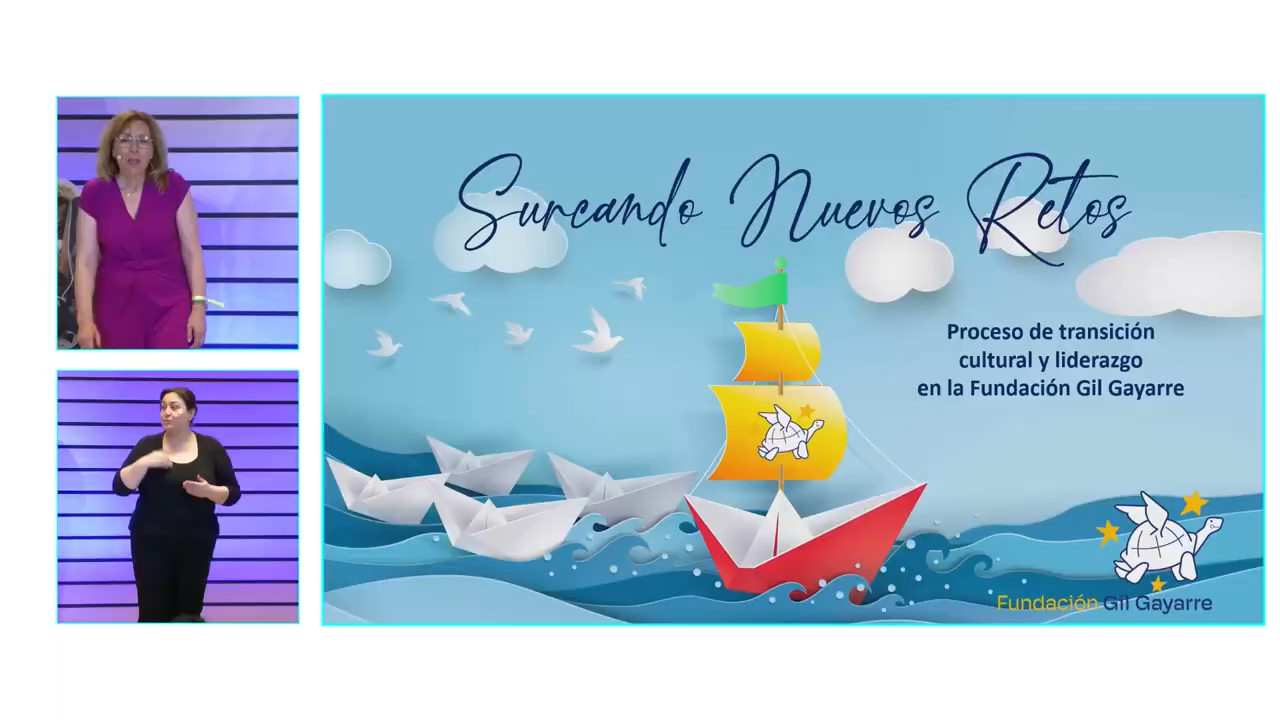 Surcando Nuevos Retos
Proceso de transición
cultural y liderazgo
en la Fundación Gil Gayarre
Fundación Gil Gayarre